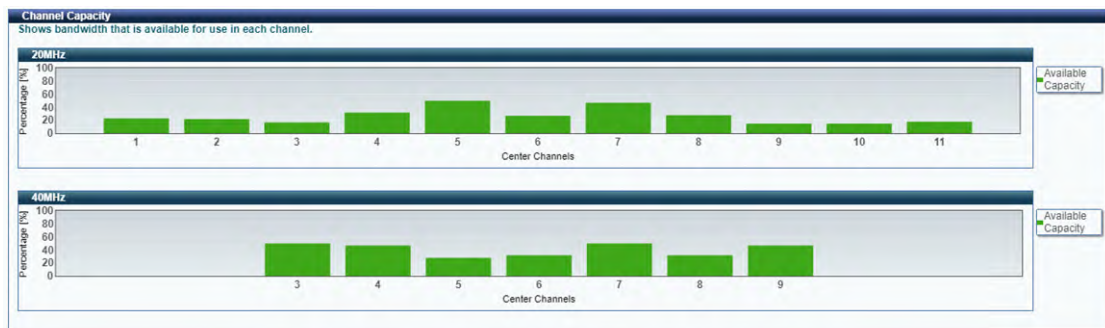 Channel Capacity
Shows bandwidth that is available for use in each channel.
20MHz
Percentage [%]
100
80
60
40
20
0
1 2 3 4 5 6 7 8 9 10 11
Center Channels
Available
Capacity
40MHz
Percentage [%]
100
80
60
40
20
0
3 4 5 6 7 8 9
Center Channels
Available
Capacity